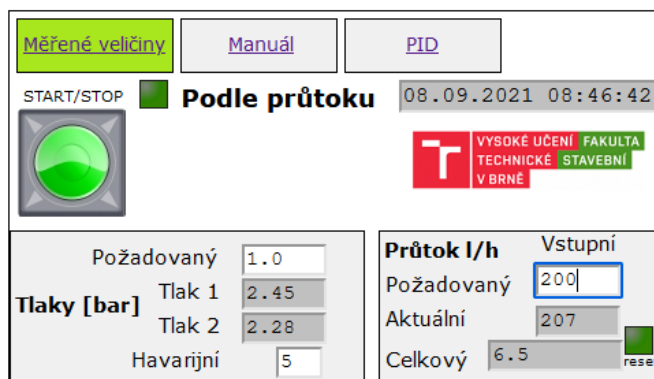 Měřené veličiny Manuál PID
START/STOP Podle průtoku 08.09.2021 08:46:42
VYSOKÉ UČENÍ FAKULTA
TECHNICKÉ STAVEBNÍ
V BRNĚ
Požadovaný 1.0
Tlaky [bar] Tlak 1 2.45
Tlak 2 2.28
Havarijní 5
Průtok l/h Vstupní
Požadovaný 200
Aktuální 207
Celkový 6.5 rese